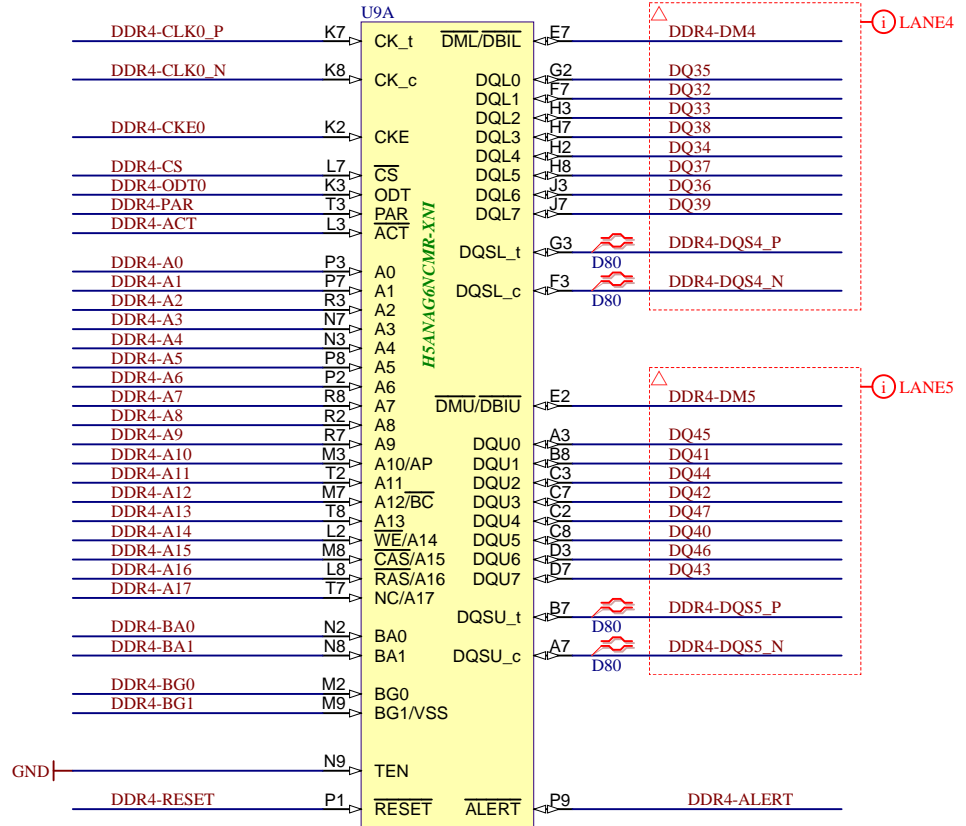 U9A
DDR4-CLK0_P K7 CK_t DML/DBIL E7 DDR4-DM4 i LANE4
DDR4-CLK0_N K8 CK_c DQL0 G2 DQ35
DQL1 F7 DQ32
DQL2 H3 DQ33
DDR4-CKE0 K2 CKE DQL3 H7 DQ38
DQL4 H2 DQ34
DDR4-CS L7 CS DQL5 H8 DQ37
DDR4-ODT0 K3 ODT DQL6 J3 DQ36
DDR4-PAR T3 PAR DQL7 J7 DQ39
DDR4-ACT L3 ACT
DQSL_t G3 D80 DDR4-DQS4_P
DDR4-A0 P3 A0
DDR4-A1 P7 A1 DQSL_c F3 D80 DDR4-DQS4_N
DDR4-A2 R3 A2
DDR4-A3 N7 A3
H5ANAG6NCMR-XNI
DDR4-A4 N3 A4
DDR4-A5 P8 A5
DDR4-A6 P2 A6 i LANE5
DDR4-A7 R8 A7 DMU/DBIU E2 DDR4-DM5
DDR4-A8 R2 A8
DDR4-A9 R7 A9 DQU0 A3 DQ45
DDR4-A10 M3 A10/AP DQU1 B8 DQ41
DDR4-A11 T2 A11 DQU2 C3 DQ44
DDR4-A12 M7 A12/BC DQU3 C7 DQ42
DDR4-A13 T8 A13 DQU4 C2 DQ47
DDR4-A14 L2 WE/A14 DQU5 C8 DQ40
DDR4-A15 M8 CAS/A15 DQU6 D3 DQ46
DDR4-A16 L8 RAS/A16 DQU7 D7 DQ43
DDR4-A17 T7 NC/A17
DQSU_t B7 D80 DDR4-DQS5_P
DDR4-BA0 N2 BA0
DDR4-BA1 N8 BA1 DQSU_c A7 D80 DDR4-DQS5_N
DDR4-BG0 M2 BG0
DDR4-BG1 M9 BG1/VSS
GND N9 TEN
DDR4-RESET P1 RESET ALERT P9 DDR4-ALERT